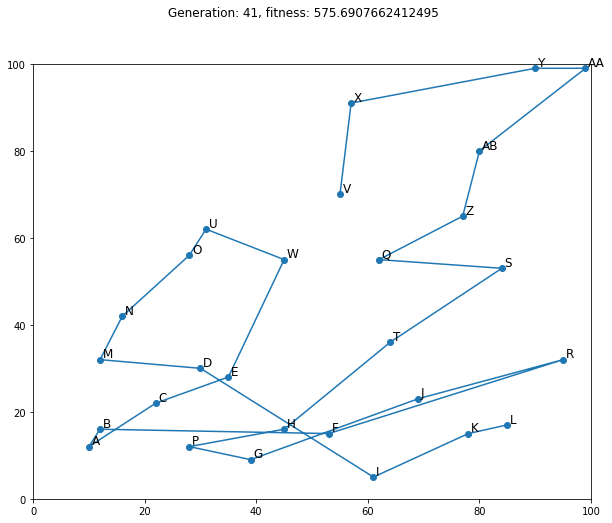 Generation: 41, fitness: 575.6907662412495
100
Y
AA
X
80
AB
V
Z
U
60
O
W
Q
S
N
40
T
M
R
D
E
20
C
J
B
H
F
K
L
A
P
G
I
0
0
20
40
60
80
100